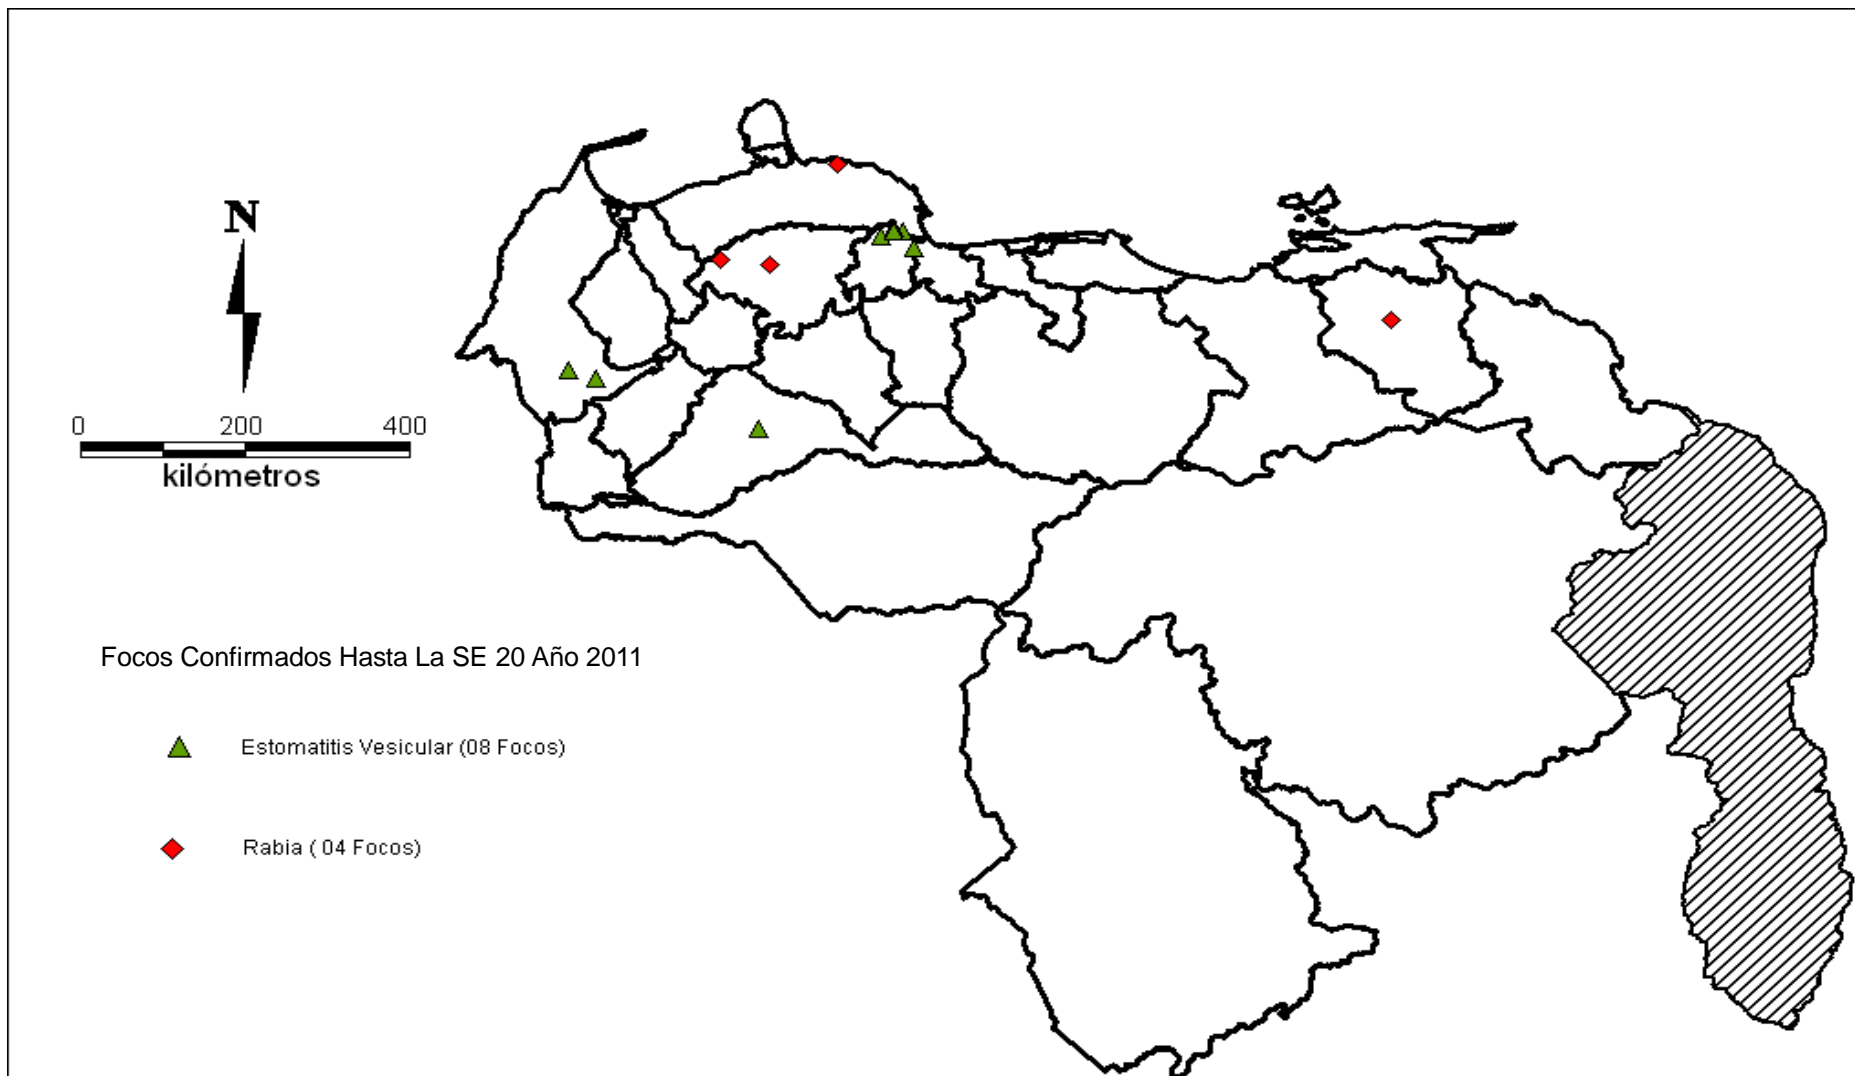 N
0 200 400
kilómetros
Focos Confirmados Hasta La SE 20 Año 2011
Estomatitis Vesicular (08 Focos)
Rabia ( 04 Focos)